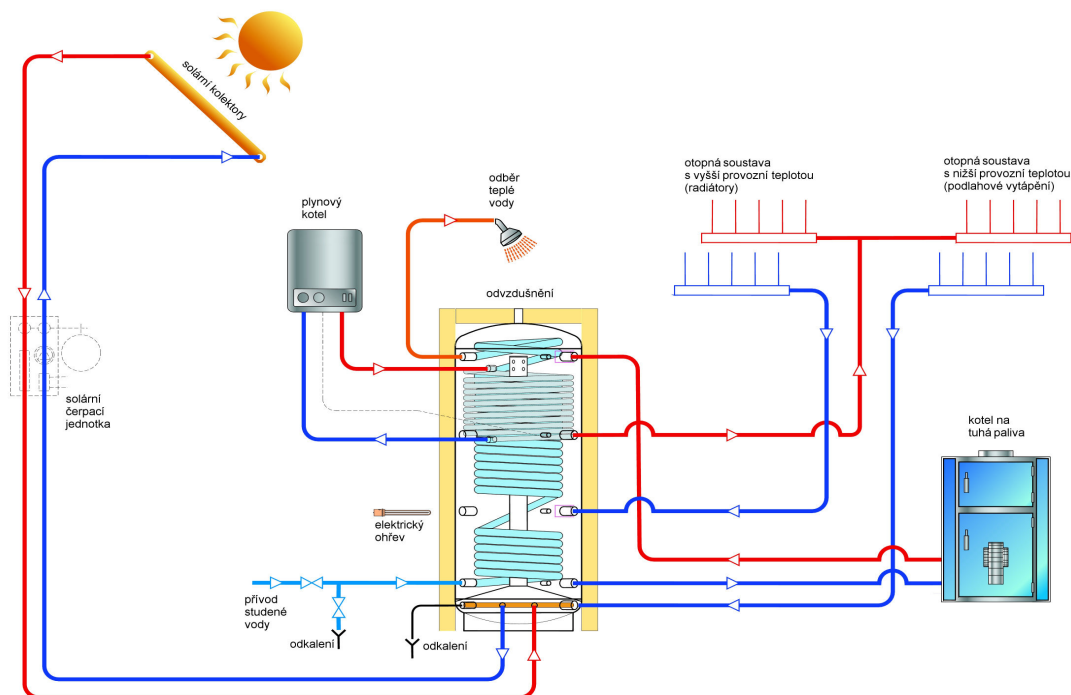 solární kolektory
plynový
kotel
odběr
teplé
vody
otopná soustava
s vyšší provozní teplotou
(radiátory)
otopná soustava
s nižší provozní teplotou
(podlahové vytápění)
odvzdušnění
solární
čerpací
jednotka
kotel na
tuhá paliva
elektrický
ohřev
přívod
studené
vody
odkalení
odkalení